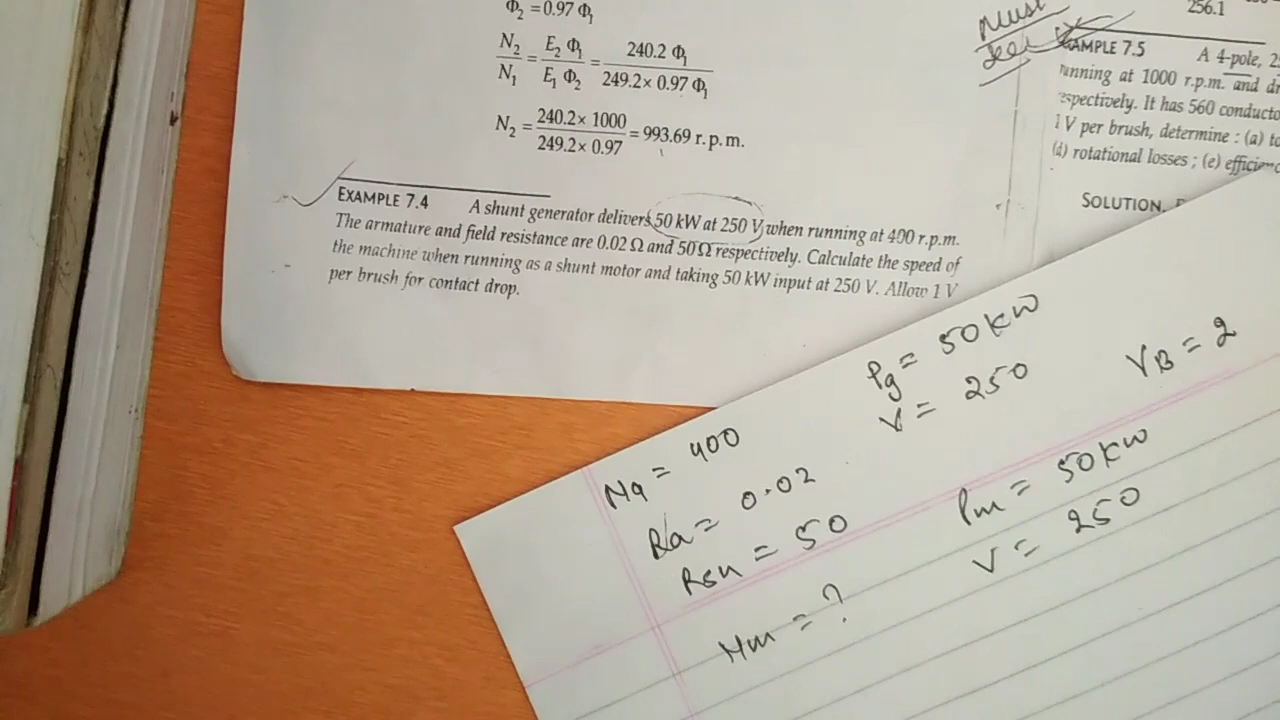 Φ₂ = 0.97 Φ₁
N₂/N₁ = E₂ Φ₁/E₁ Φ₂ = 240.2 Φ₁/249.2 × 0.97 Φ₁
N₂ = 240.2 × 1000/249.2 × 0.97 = 993.69 r.p.m.
EXAMPLE 7.4 A shunt generator delivers 50 kW at 250 V, when running at 400 r.p.m.
The armature and field resistance are 0.02 Ω and 50 Ω respectively. Calculate the speed of
the machine when running as a shunt motor and taking 50 kW input at 250 V. Allow 1 V
per brush for contact drop.
256.1
must
AMPLE 7.5 A 4-pole,
running at 1000 r.p.m. and
respectively. It has 560
1 V per brush, determine : (a)
(d) rotational losses ; (e)
SOLUTION.
Pg = 50 kW
V = 250
VB = 2
Ng = 400
Ra = 0.02
Rsh = 50
Pm = 50 kW
V = 250
Nm = ?